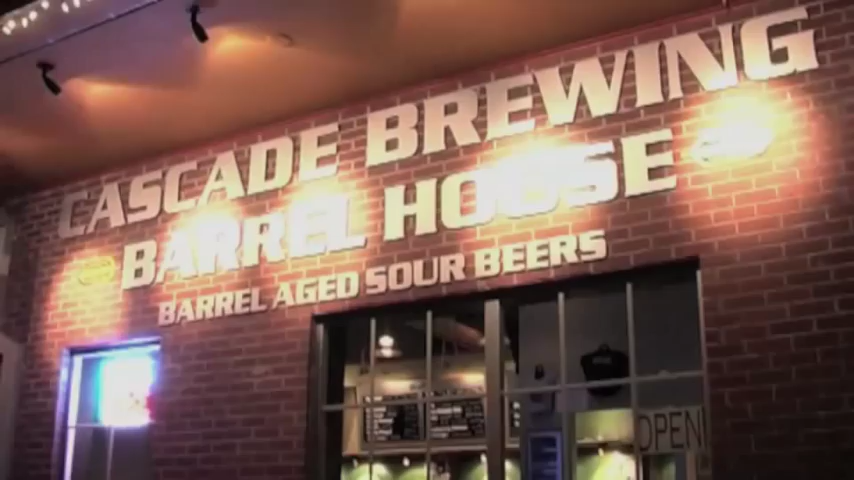 CASCADE BREWING
BARREL HOUSE
BARREL AGED SOUR BEERS
OPEN